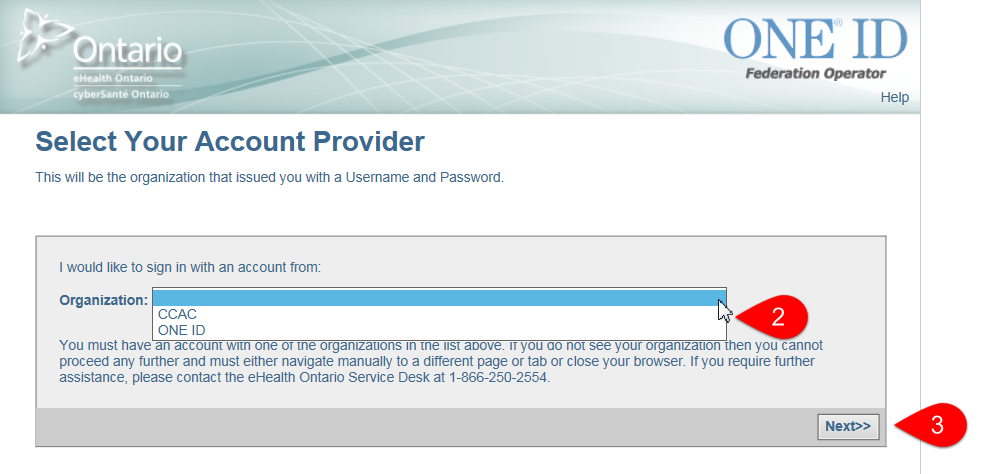 Ontario
eHealth Ontario
cyberSanté Ontario
ONE® ID
Federation Operator
Help
Select Your Account Provider
This will be the organization that issued you with a Username and Password.
I would like to sign in with an account from:
Organization:
CCAC
ONE ID
2
You must have an account with one of the organizations in the list above. If you do not see your organization then you cannot
proceed any further and must either navigate manually to a different page or tab or close your browser. If you require further
assistance, please contact the eHealth Ontario Service Desk at 1-866-250-2554.
Next>>
3